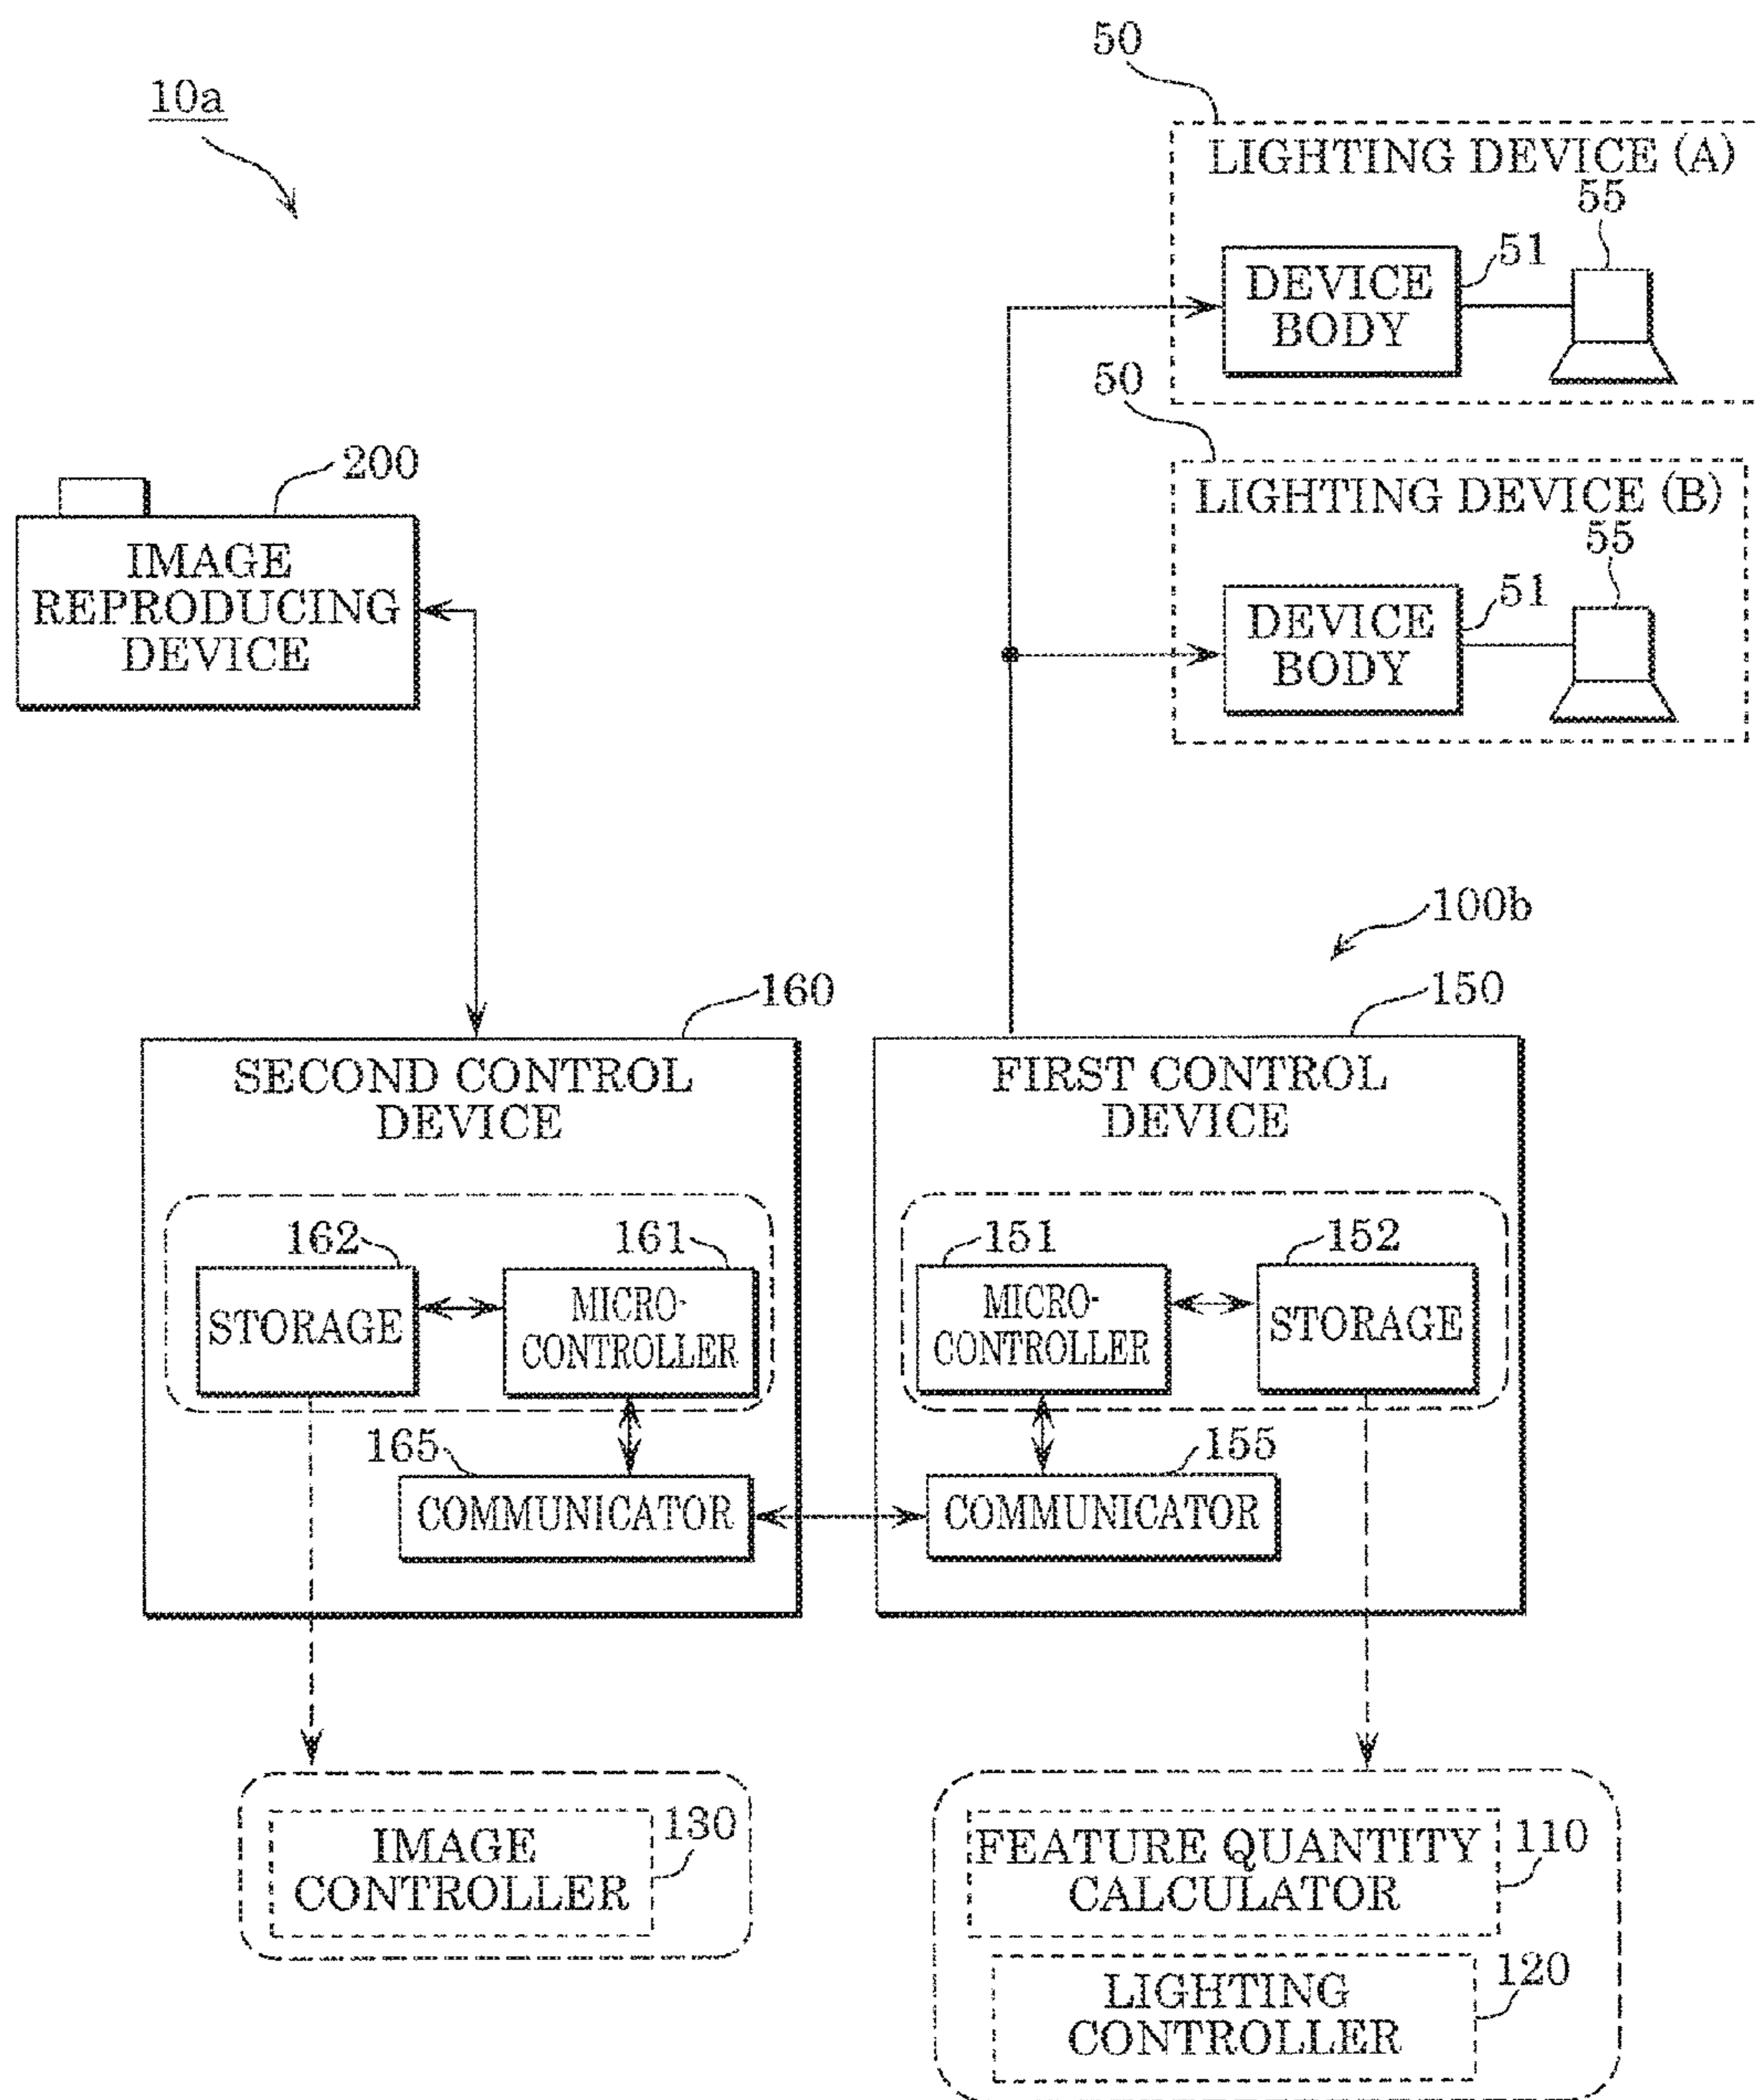 10a
50
LIGHTING DEVICE (A)
55
51
DEVICE
BODY
50
LIGHTING DEVICE (B)
55
51
DEVICE
BODY
200
IMAGE
REPRODUCING
DEVICE
100b
160
SECOND CONTROL
DEVICE
162
161
STORAGE
MICRO-
CONTROLLER
165
COMMUNICATOR
150
FIRST CONTROL
DEVICE
151
152
MICRO-
CONTROLLER
STORAGE
155
COMMUNICATOR
IMAGE
CONTROLLER
130
FEATURE QUANTITY
CALCULATOR
110
LIGHTING
CONTROLLER
120